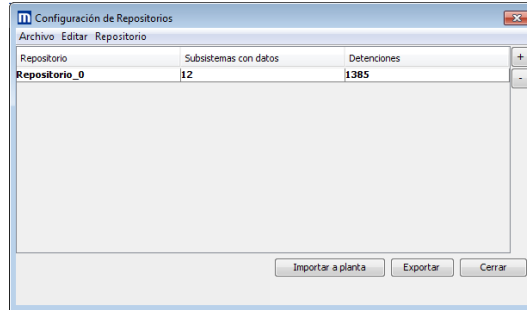 m Configuración de Repositorios
Archivo Editar Repositorio
Repositorio Subsistemas con datos Detenciones +
Repositorio_0 12 1385 -
Importar a planta Exportar Cerrar